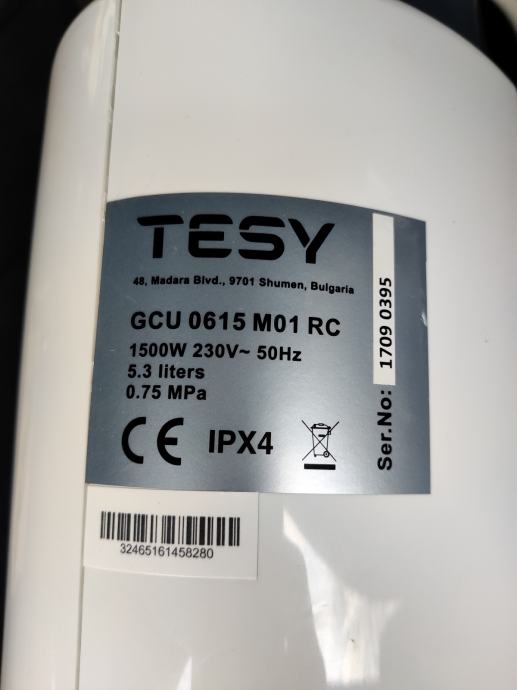 TESY
48, Madara Blvd., 9701 Shumen, Bulgaria
GCU 0615 M01 RC
1500W 230V~ 50Hz
5.3 liters
0.75 MPa
CE IPX4
Ser.No: 1709 0395
32465161458280